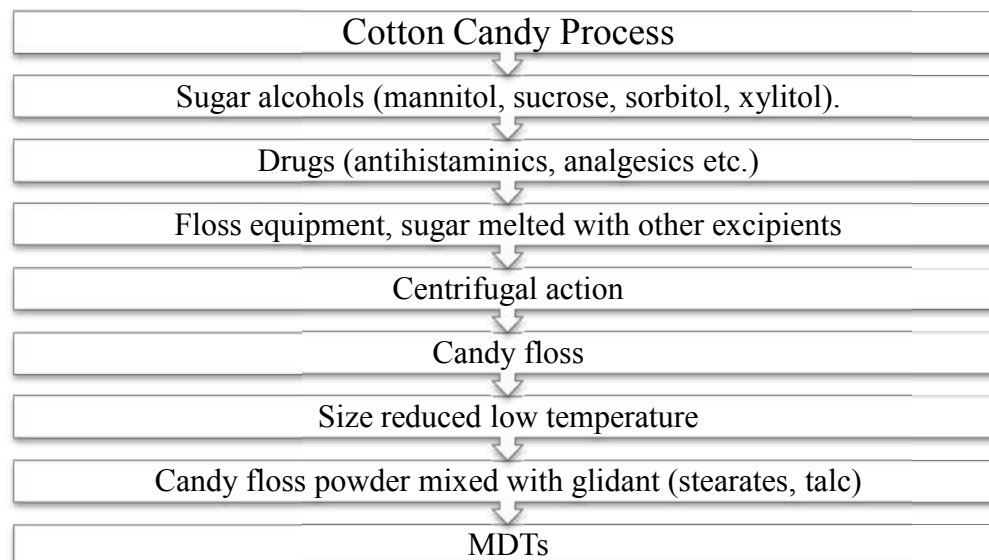 Cotton Candy Process
Sugar alcohols (mannitol, sucrose, sorbitol, xylitol).
Drugs (antihistaminics, analgesics etc.)
Floss equipment, sugar melted with other excipients
Centrifugal action
Candy floss
Size reduced low temperature
Candy floss powder mixed with glidant (stearates, talc)
MDTs